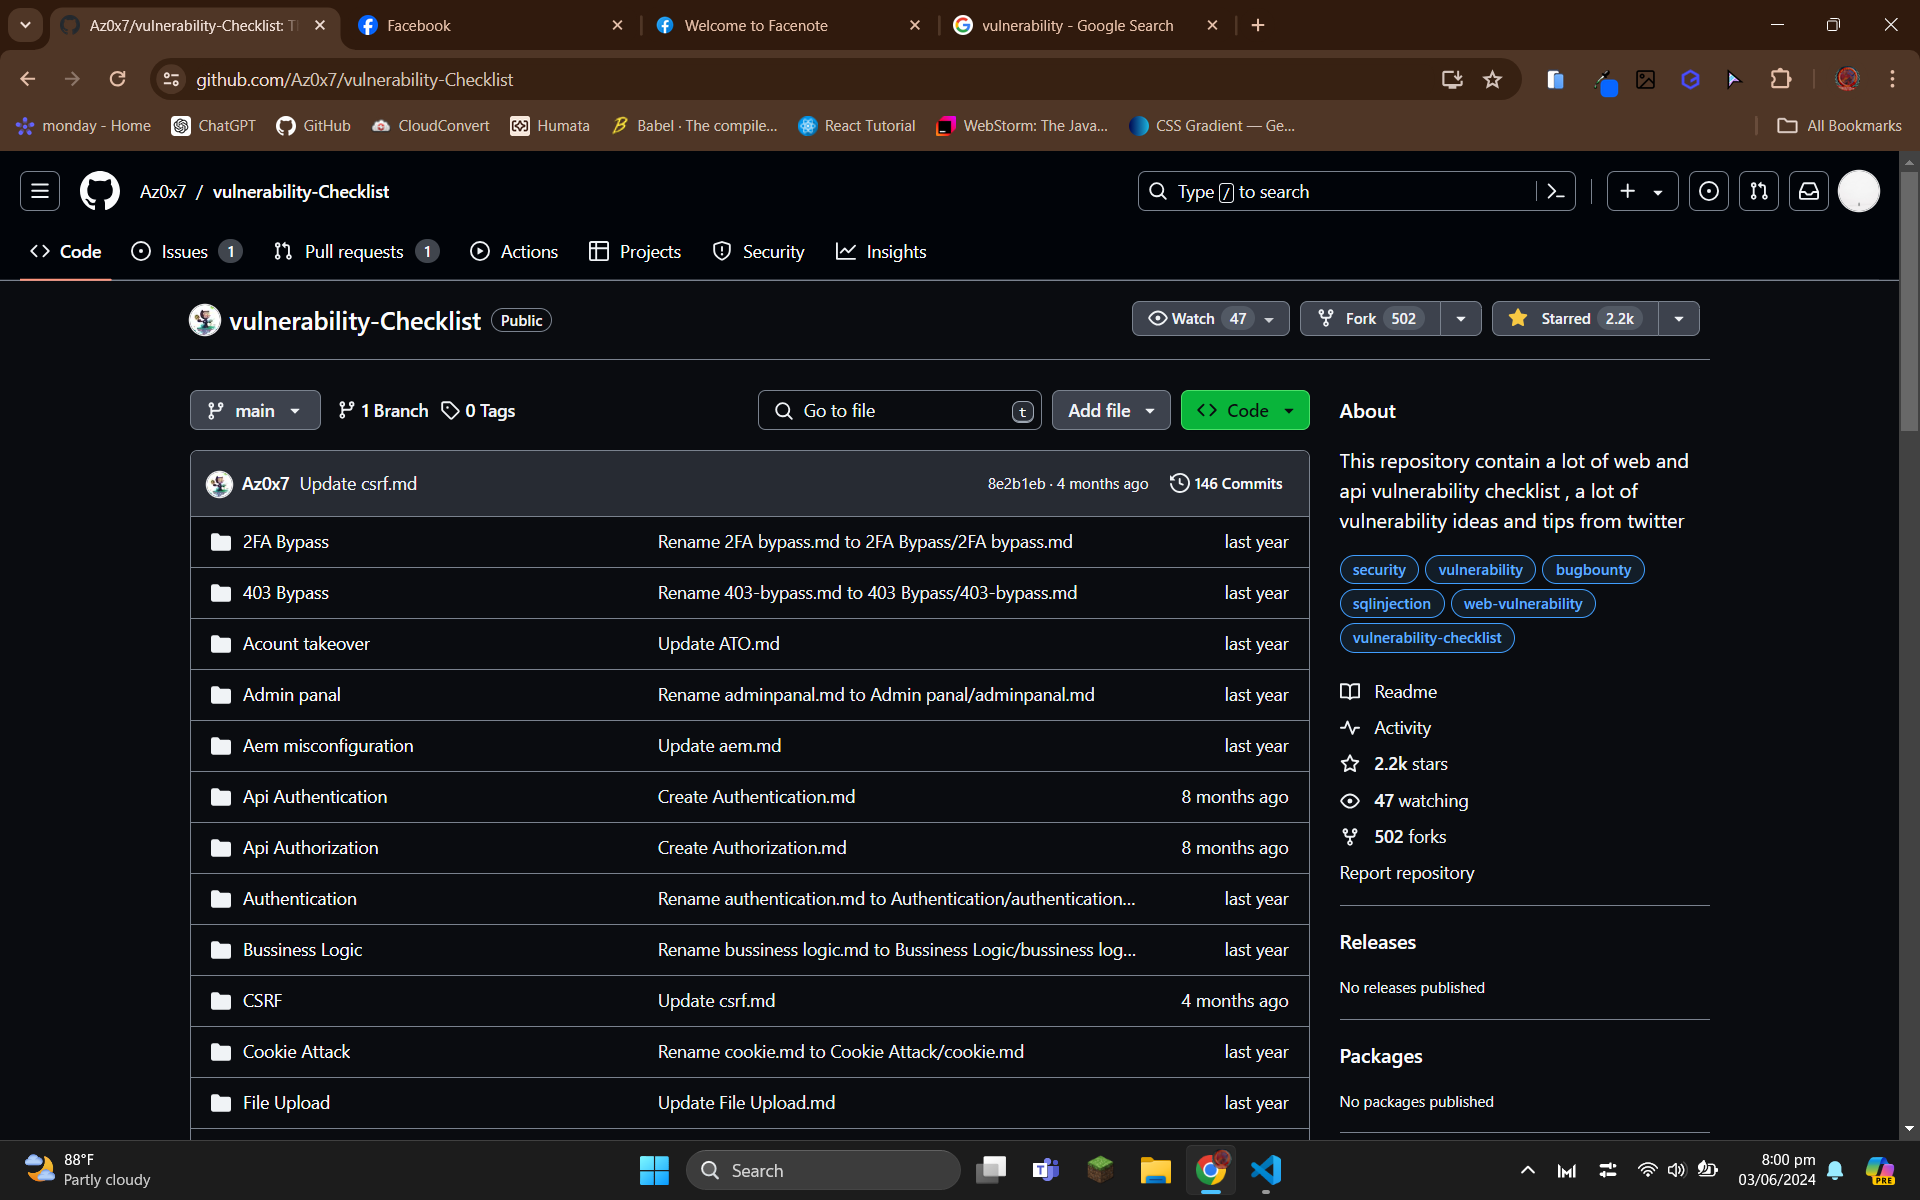 Az0x7/vulnerability-Checklist: T
Facebook
Welcome to Facenote
vulnerability - Google Search
github.com/Az0x7/vulnerability-Checklist
monday - Home
ChatGPT
GitHub
CloudConvert
Humata
Babel · The compile...
React Tutorial
WebStorm: The Java...
CSS Gradient — Ge...
All Bookmarks
Az0x7 / vulnerability-Checklist
Type / to search
Code
Issues 1
Pull requests 1
Actions
Projects
Security
Insights
vulnerability-Checklist Public
Watch 47
Fork 502
Starred 2.2k
main
1 Branch
0 Tags
Go to file t
Add file
Code
Az0x7 Update csrf.md
8e2b1eb · 4 months ago
146 Commits
2FA Bypass Rename 2FA bypass.md to 2FA Bypass/2FA bypass.md last year
403 Bypass Rename 403-bypass.md to 403 Bypass/403-bypass.md last year
Acount takeover Update ATO.md last year
Admin panal Rename adminpanal.md to Admin panal/adminpanal.md last year
Aem misconfiguration Update aem.md last year
Api Authentication Create Authentication.md 8 months ago
Api Authorization Create Authorization.md 8 months ago
Authentication Rename authentication.md to Authentication/authentication... last year
Bussiness Logic Rename bussiness logic.md to Bussiness Logic/bussiness log... last year
CSRF Update csrf.md 4 months ago
Cookie Attack Rename cookie.md to Cookie Attack/cookie.md last year
File Upload Update File Upload.md last year
About
This repository contain a lot of web and
api vulnerability checklist , a lot of
vulnerability ideas and tips from twitter
security vulnerability bugbounty
sqlinjection web-vulnerability
vulnerability-checklist
Readme
Activity
2.2k stars
47 watching
502 forks
Report repository
Releases
No releases published
Packages
No packages published
88°F
Partly cloudy
Search
8:00 pm
03/06/2024
PRE